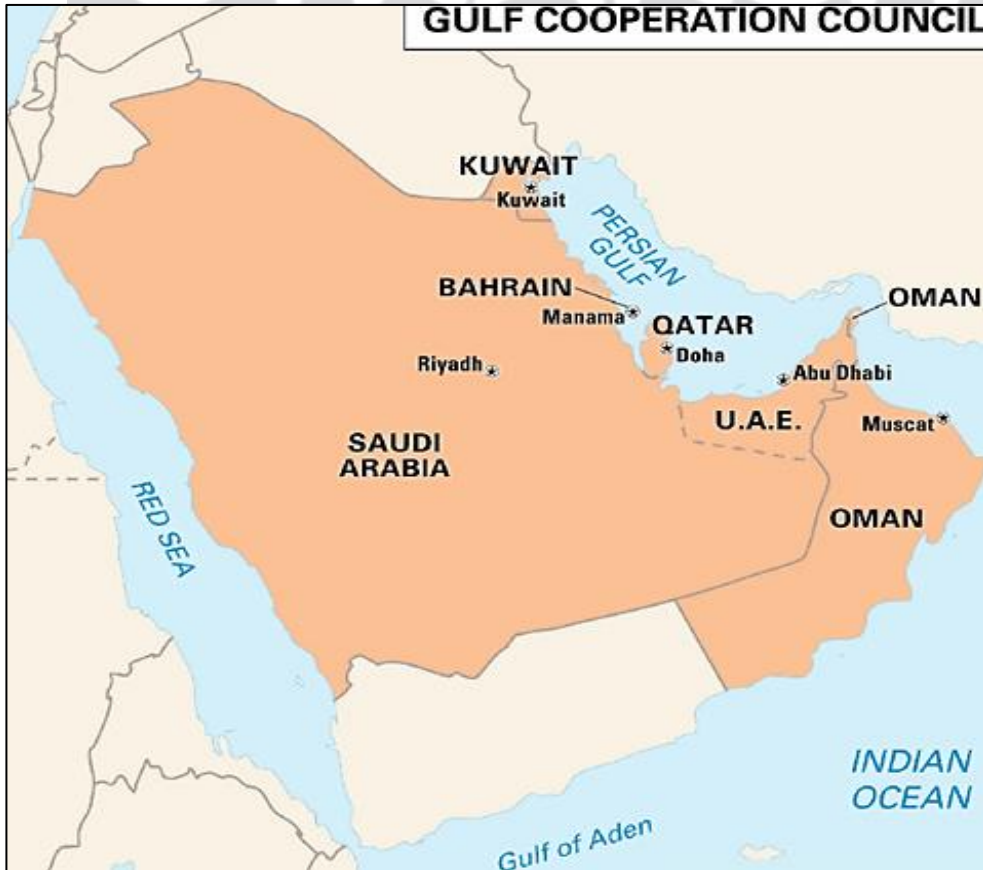 GULF COOPERATION COUNCIL
KUWAIT
Kuwait
PERSIAN
GULF
BAHRAIN
Manama
QATAR
Doha
OMAN
Riyadh
Abu Dhabi
U.A.E.
Muscat
SAUDI
ARABIA
RED SEA
OMAN
INDIAN
OCEAN
Gulf of Aden